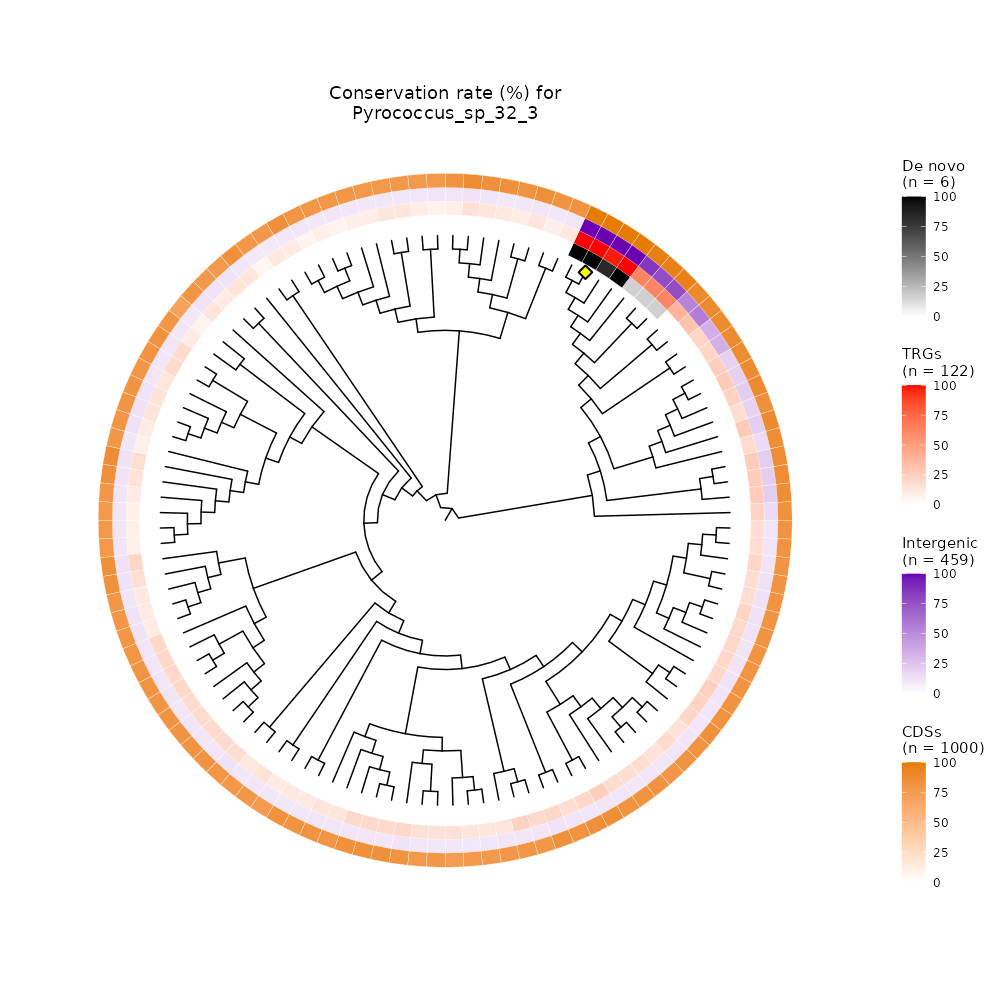 Conservation rate (%) for
Pyrococcus_sp_32_3
De novo
(n = 6)
100
75
50
25
0
TRGs
(n = 122)
100
75
50
25
0
Intergenic
(n = 459)
100
75
50
25
0
CDSs
(n = 1000)
100
75
50
25
0